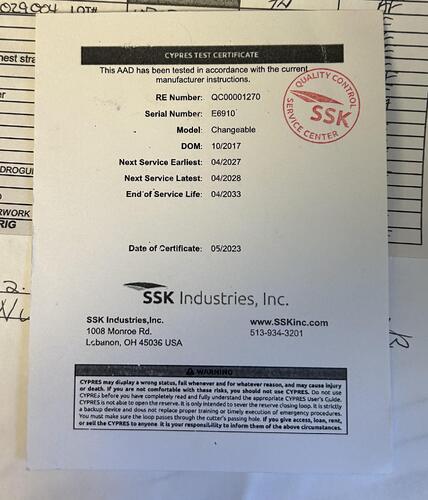 029004 LOT#
TN
CYPRES TEST CERTIFICATE
This AAD has been tested in accordance with the current
manufacturer instructions.
QUALITY CONTROL
SSK
SERVICE CENTER
RE Number: QC00001270
Serial Number: E6910
Model: Changeable
DOM: 10/2017
Next Service Earliest: 04/2027
Next Service Latest: 04/2028
End of Service Life: 04/2033
DROGU
RWORK
RIG
Date of Certificate: 05/2023
SSK Industries, Inc.
SSK Industries,Inc.
1008 Monroe Rd.
Lebanon, OH 45036 USA
www.SSKinc.com
513-934-3201
WARNING
CYPRES may display a wrong status, fail whenever and for whatever reason, and may cause injury
or death. If you are not comfortable with these risks, you should not use CYPRES. Do not use
CYPRES before you have completely read and fully understand the appropriate CYPRES User's Guide.
CYPRES is not able to open the reserve. It is only intended to sever the reserve closing loop. It is strictly
a backup device and does not replace proper training or timely execution of emergency procedures.
You must make sure the loop passes through the cutter's passing hole. If you give access, loan, rent,
or sell the CYPRES to anyone it is your responsibility to inform them of the above circumstances.